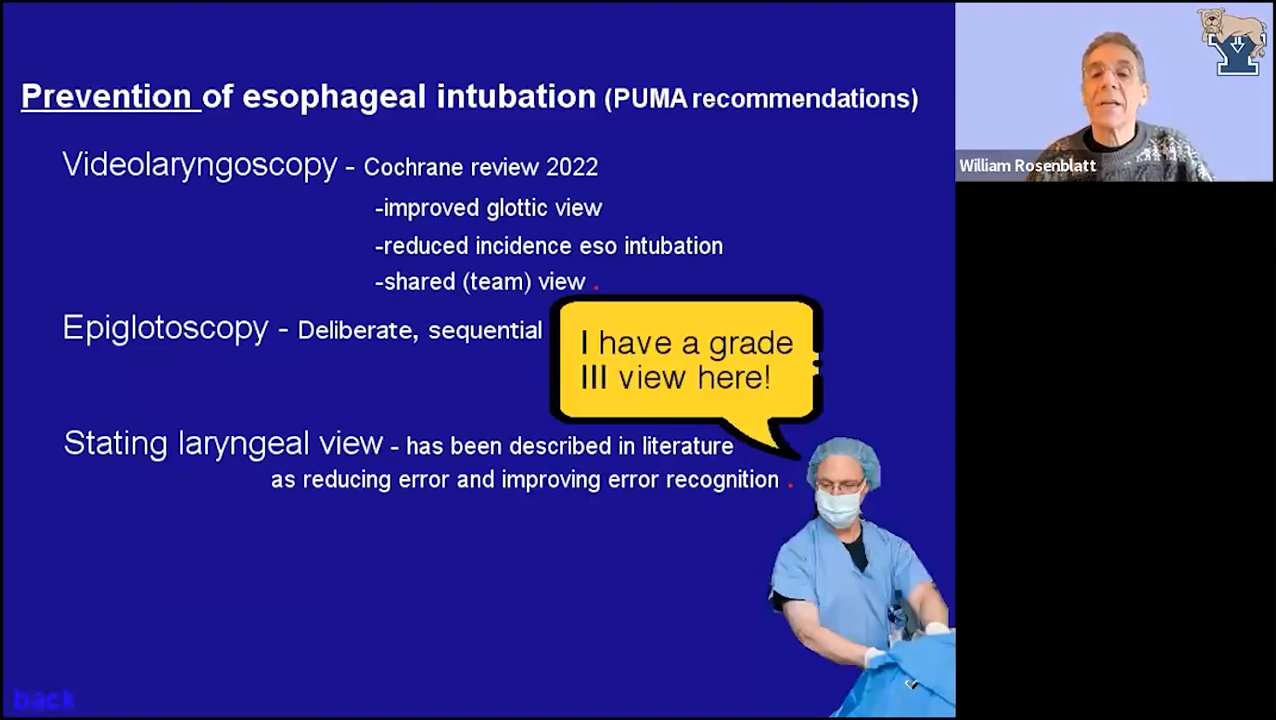 Prevention of esophageal intubation (PUMA recommendations)
Videolaryngoscopy - Cochrane review 2022
-improved glottic view
-reduced incidence eso intubation
-shared (team) view .
Epiglotoscopy - Deliberate, sequential
I have a grade
III view here!
Stating laryngeal view - has been described in literature
as reducing error and improving error recognition .
back
William Rosenblatt
Y